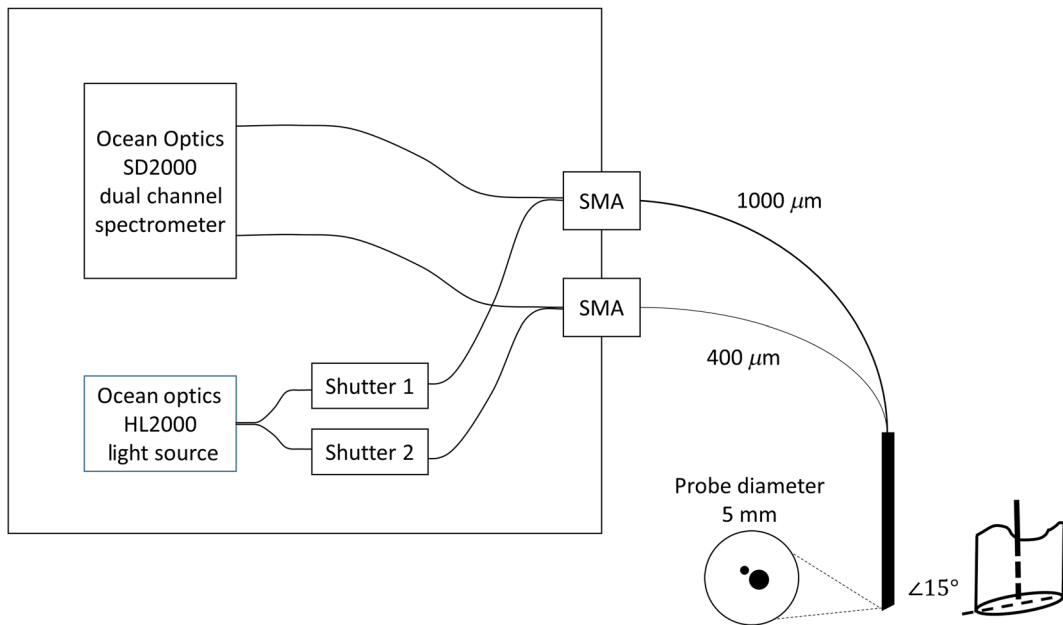 Ocean Optics
SD2000
dual channel
spectrometer
SMA
1000 μm
SMA
400 μm
Ocean optics
HL2000
light source
Shutter 1
Shutter 2
Probe diameter
5 mm
∠15°